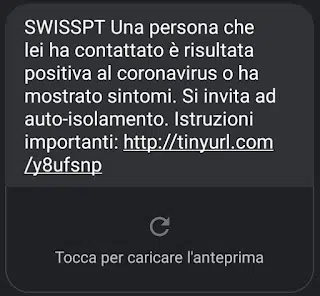 SWISSPT Una persona che
lei ha contattato è risultata
positiva al coronavirus o ha
mostrato sintomi. Si invita ad
auto-isolamento. Istruzioni
importanti: http://tinyurl.com
/y8ufsnp
Tocca per caricare l'anteprima